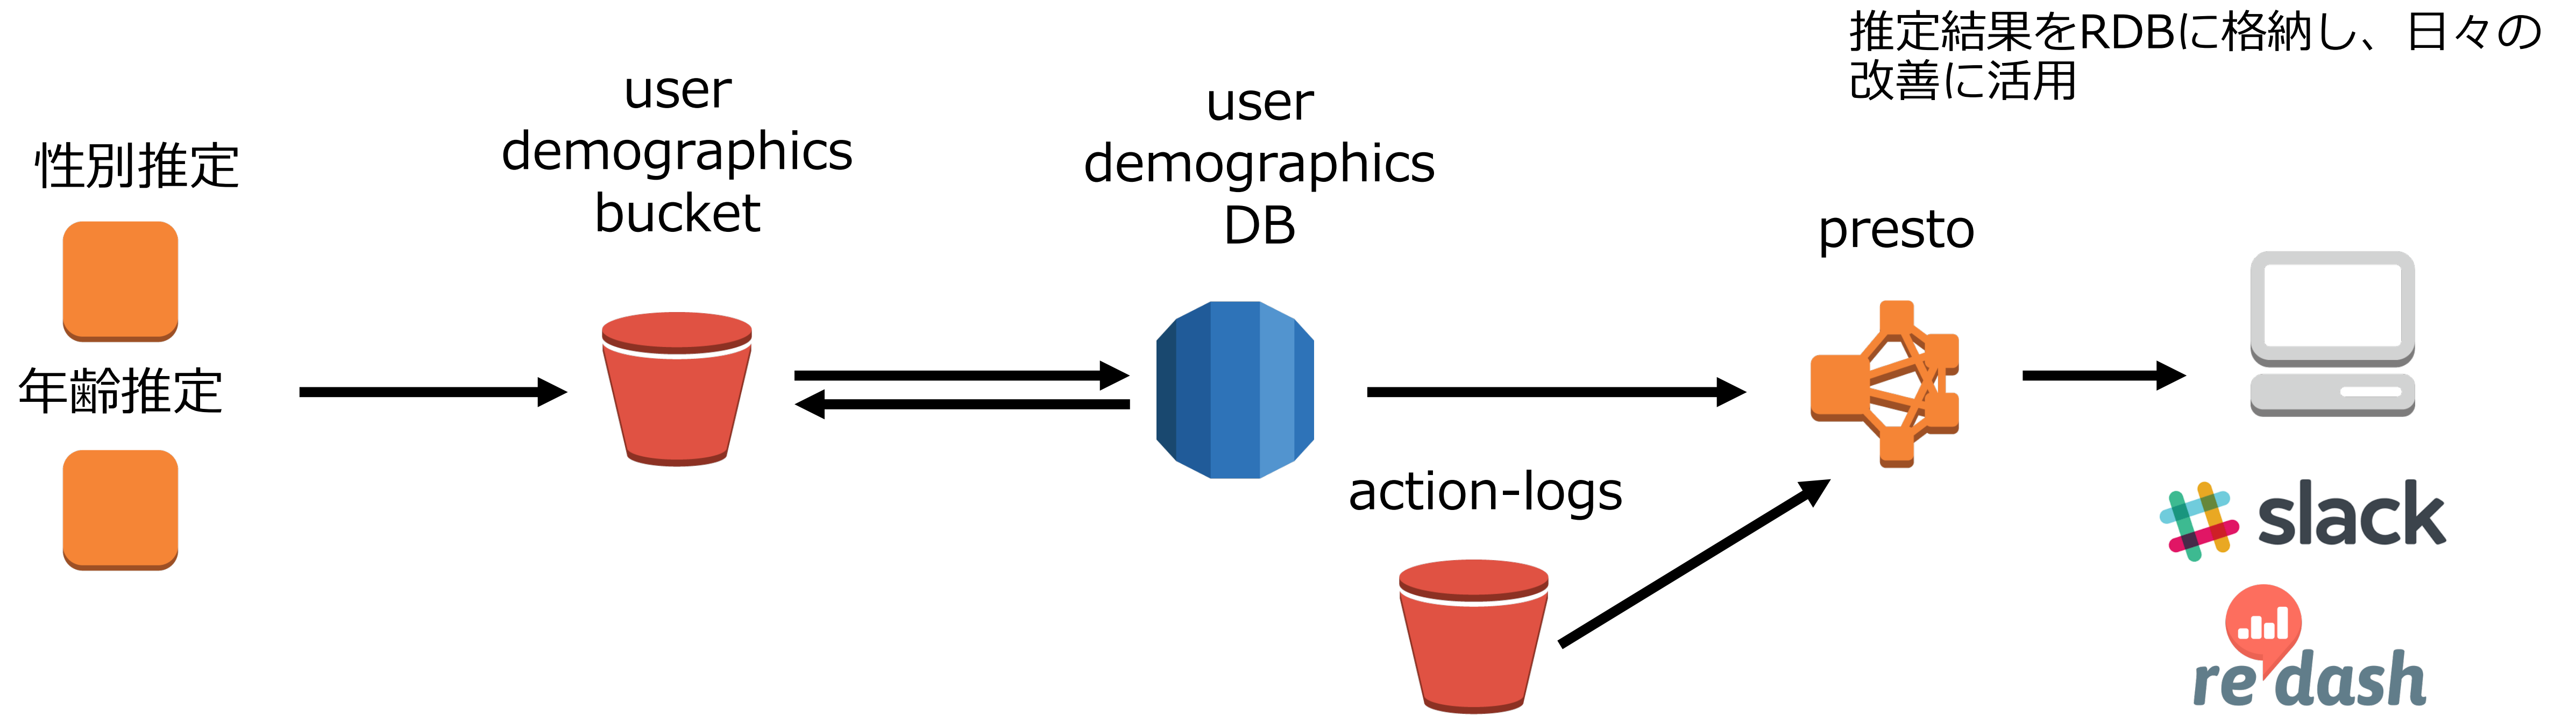 推定結果をRDBに格納し、日々の
改善に活用
性別推定
年齢推定
user
demographics
bucket
user
demographics
DB
action-logs
presto
slack
re dash